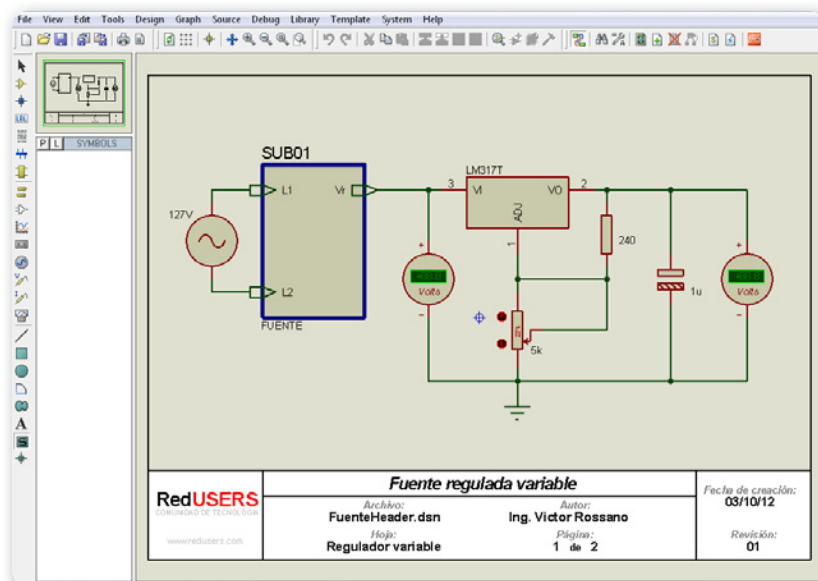 File View Edit Tools Design Graph Source Debug Library Template System Help
LBL
P L SYMBOLS
SUB01
L1
Vr
L2
FUENTE
127V
LM317T
3
VI
VO
2
ADJ
1
240
+
Volts
-
5k
1u
+
Volts
-
RedUSERS
COMUNIDAD DE TECNOLOGIA
www.redusers.com
Fuente regulada variable
Archivo:
FuenteHeader.dsn
Autor:
Ing. Victor Rossano
Hoja:
Regulador variable
Página:
1 de 2
Fecha de creación:
03/10/12
Revisión:
01
A
S